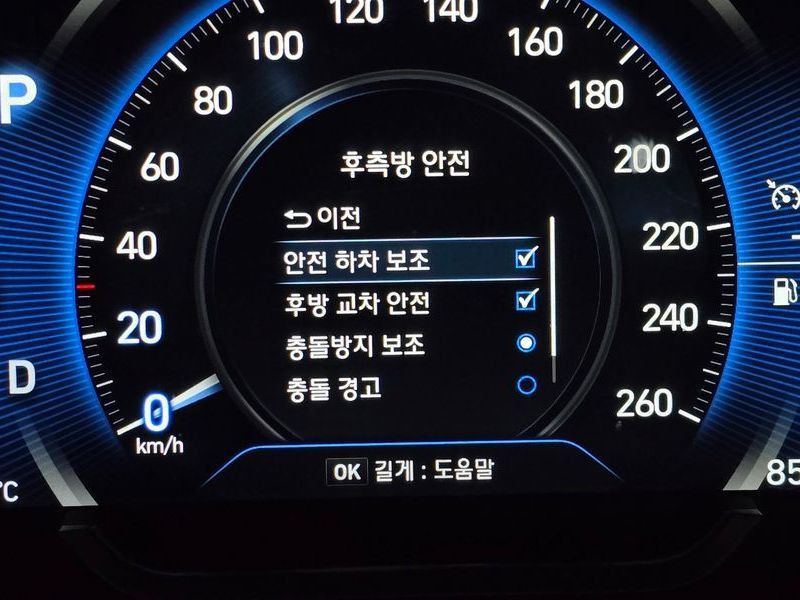 120 140
100 160
80 180
60 200
40 220
20 240
0 260
km/h
P
D
°C
후측방 안전
이전
안전 하차 보조
후방 교차 안전
충돌방지 보조
충돌 경고
OK 길게 : 도움말
85